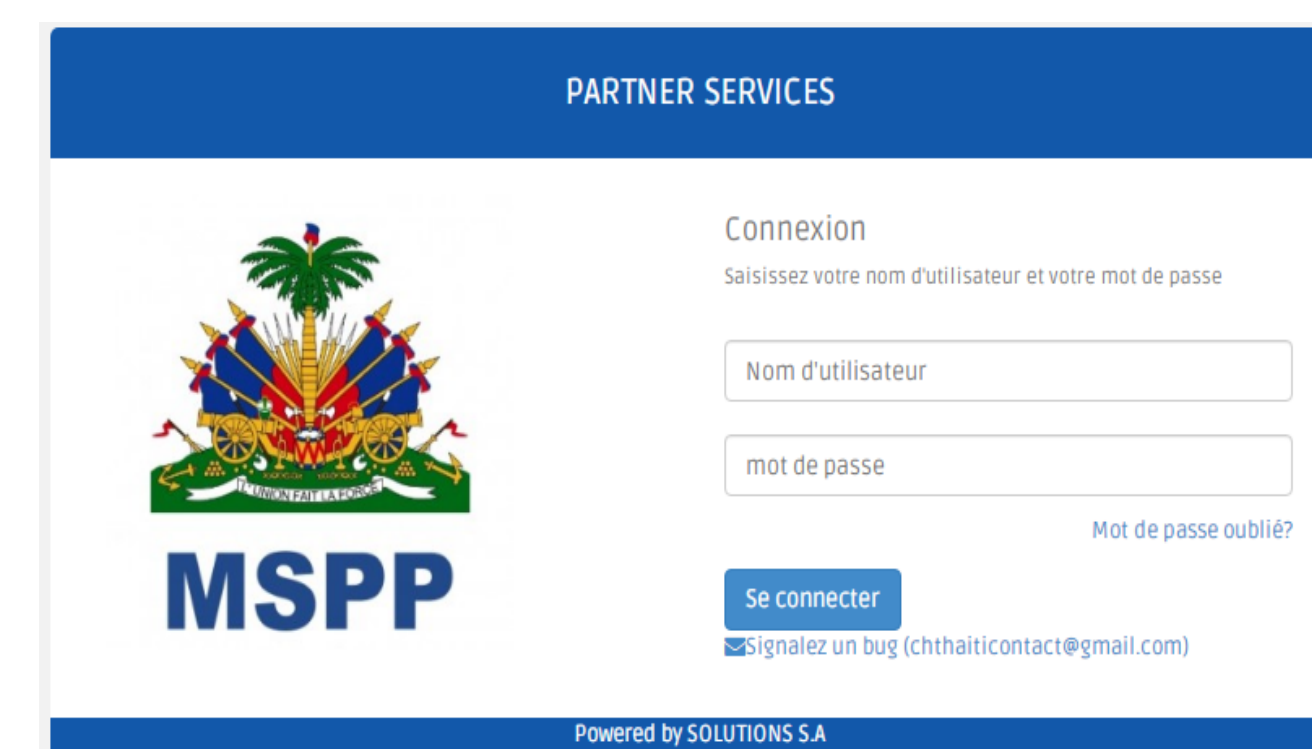 PARTNER SERVICES
Connexion
Saisissez votre nom d'utilisateur et votre mot de passe
Nom d'utilisateur
mot de passe
Mot de passe oublié?
Se connecter
Signalez un bug (chthaiticontact@gmail.com)
L'UNION FAIT LA FORCE
MSPP
Powered by SOLUTIONS S.A